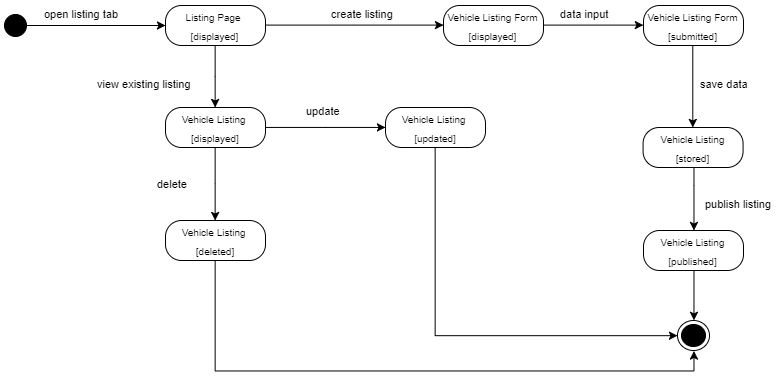 open listing tab
Listing Page
[displayed]
create listing
Vehicle Listing Form
[displayed]
data input
Vehicle Listing Form
[submitted]
view existing listing
save data
Vehicle Listing
[displayed]
update
Vehicle Listing
[updated]
Vehicle Listing
[stored]
delete
publish listing
Vehicle Listing
[deleted]
Vehicle Listing
[published]